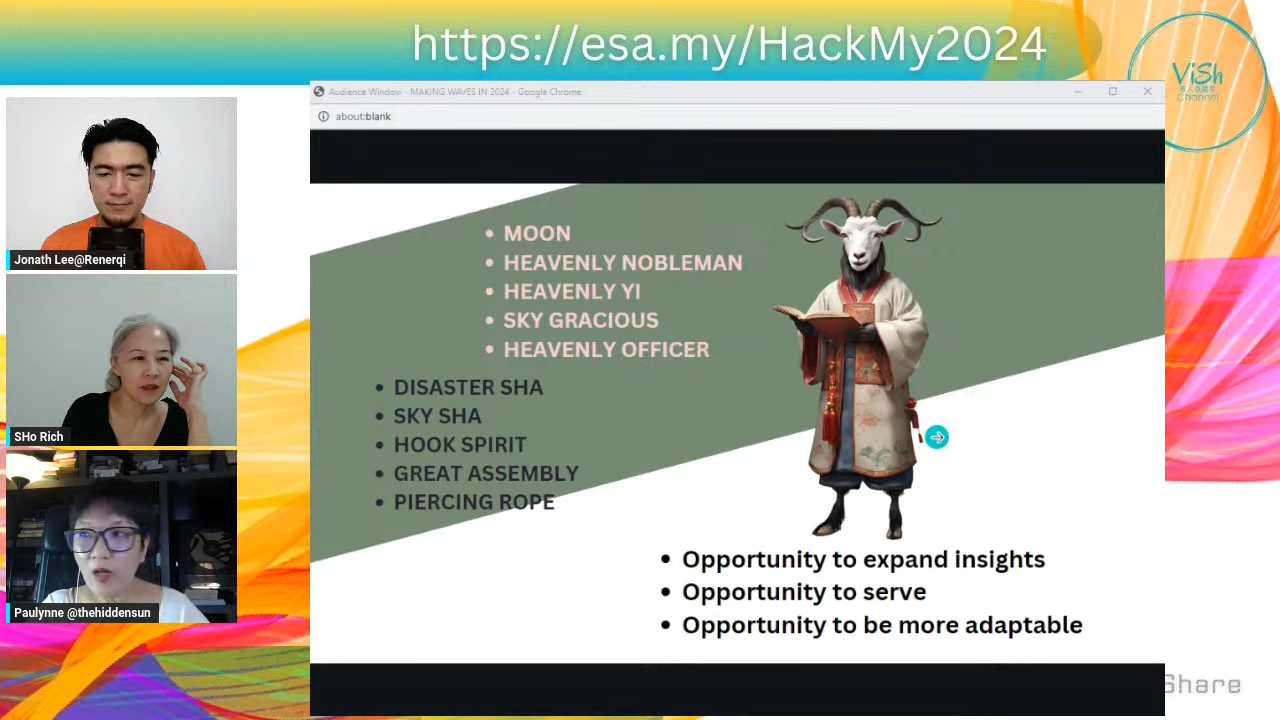 https://esa.my/HackMy2024
ViSh
Channel
Audience Window - MAKING WAVES IN 2024 - Google Chrome
about:blank
Jonath Lee@Renerqi
SHo Rich
Paulynne @thehiddensun
• MOON
• HEAVENLY NOBLEMAN
• HEAVENLY YI
• SKY GRACIOUS
• HEAVENLY OFFICER
• DISASTER SHA
• SKY SHA
• HOOK SPIRIT
• GREAT ASSEMBLY
• PIERCING ROPE
• Opportunity to expand insights
• Opportunity to serve
• Opportunity to be more adaptable
Share